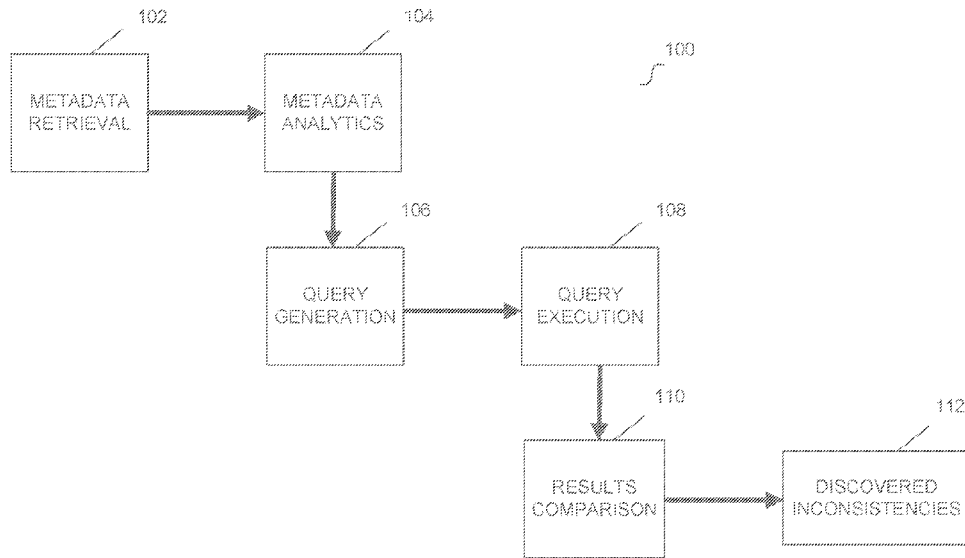 102
104
100
METADATA
RETRIEVAL
METADATA
ANALYTICS
106
108
QUERY
GENERATION
QUERY
EXECUTION
110
112
RESULTS
COMPARISON
DISCOVERED
INCONSISTENCIES